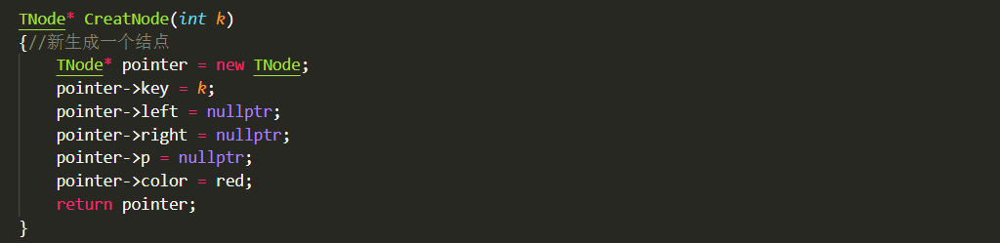 TNode* CreatNode(int k)
{//新生成一个结点
    TNode* pointer = new TNode;
    pointer->key = k;
    pointer->left = nullptr;
    pointer->right = nullptr;
    pointer->p = nullptr;
    pointer->color = red;
    return pointer;
}